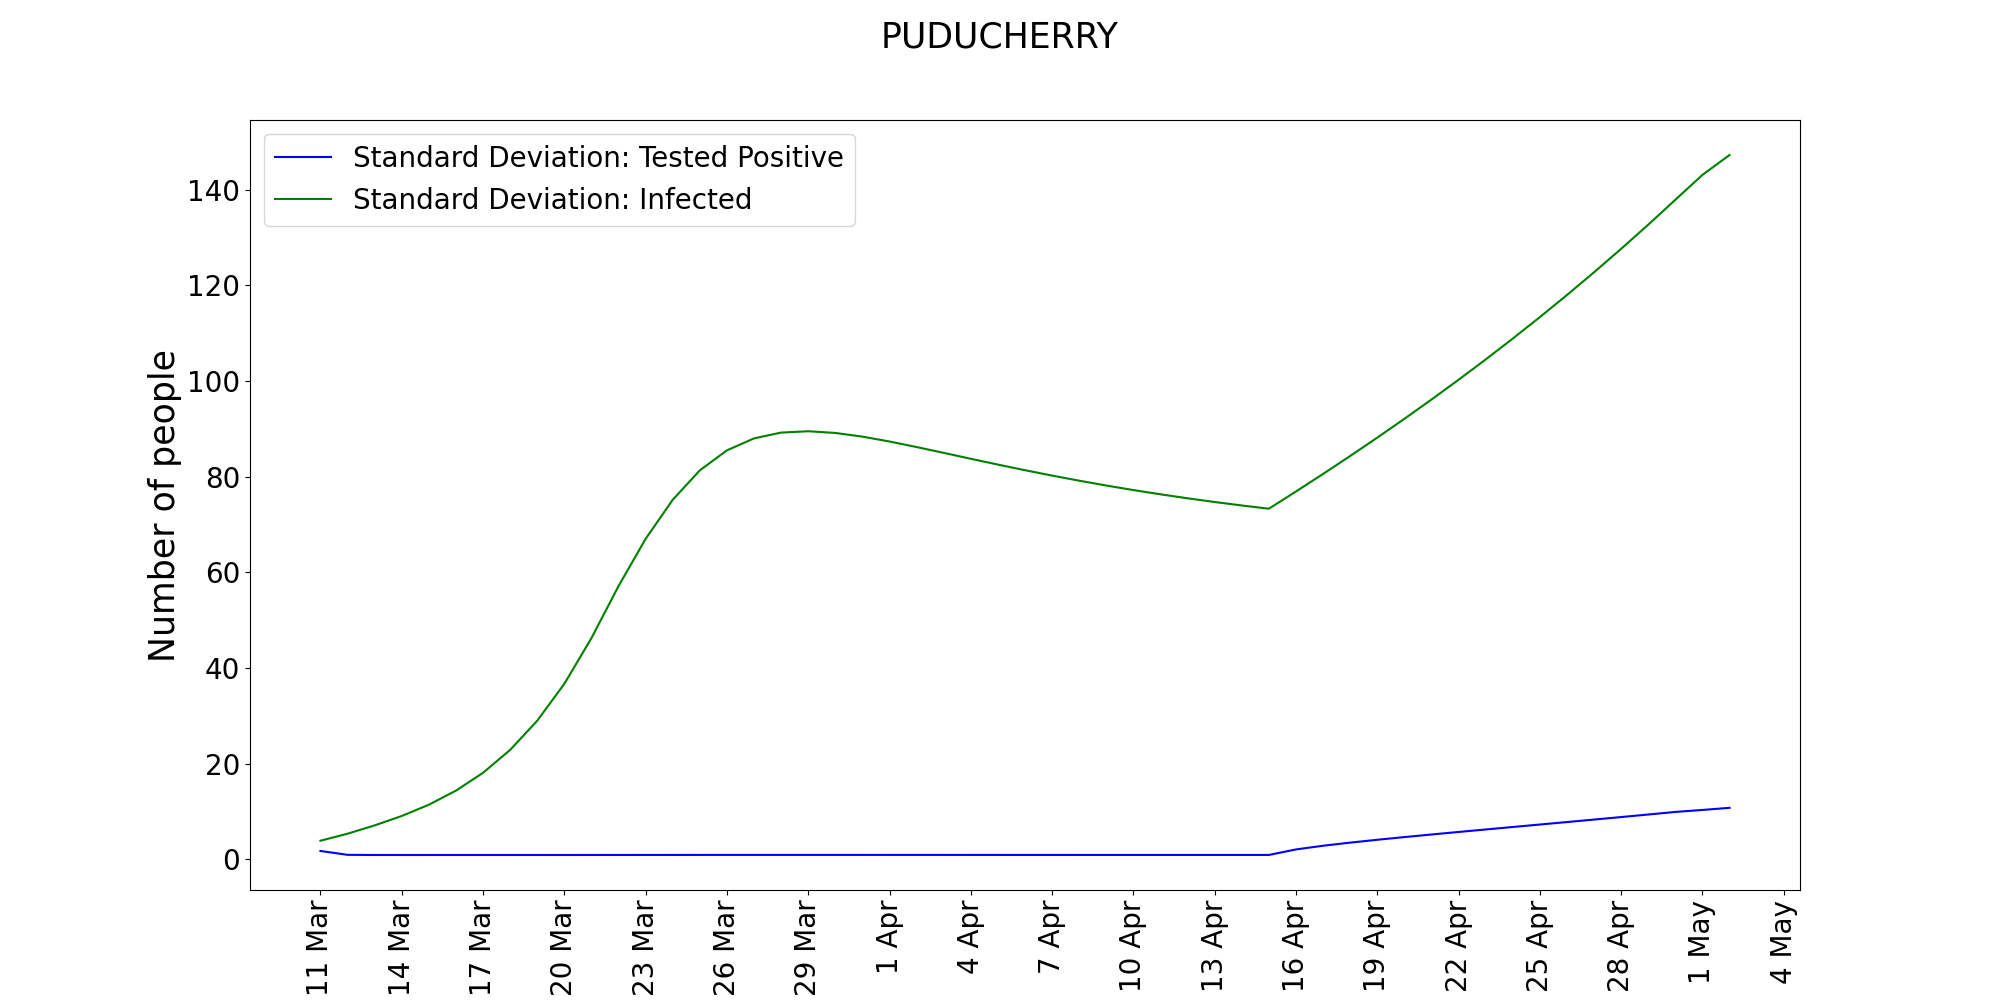 PUDUCHERRY
Standard Deviation: Tested Positive
Standard Deviation: Infected
Number of people
140
120
100
80
60
40
20
0
11 Mar
14 Mar
17 Mar
20 Mar
23 Mar
26 Mar
29 Mar
1 Apr
4 Apr
7 Apr
10 Apr
13 Apr
16 Apr
19 Apr
22 Apr
25 Apr
28 Apr
1 May
4 May